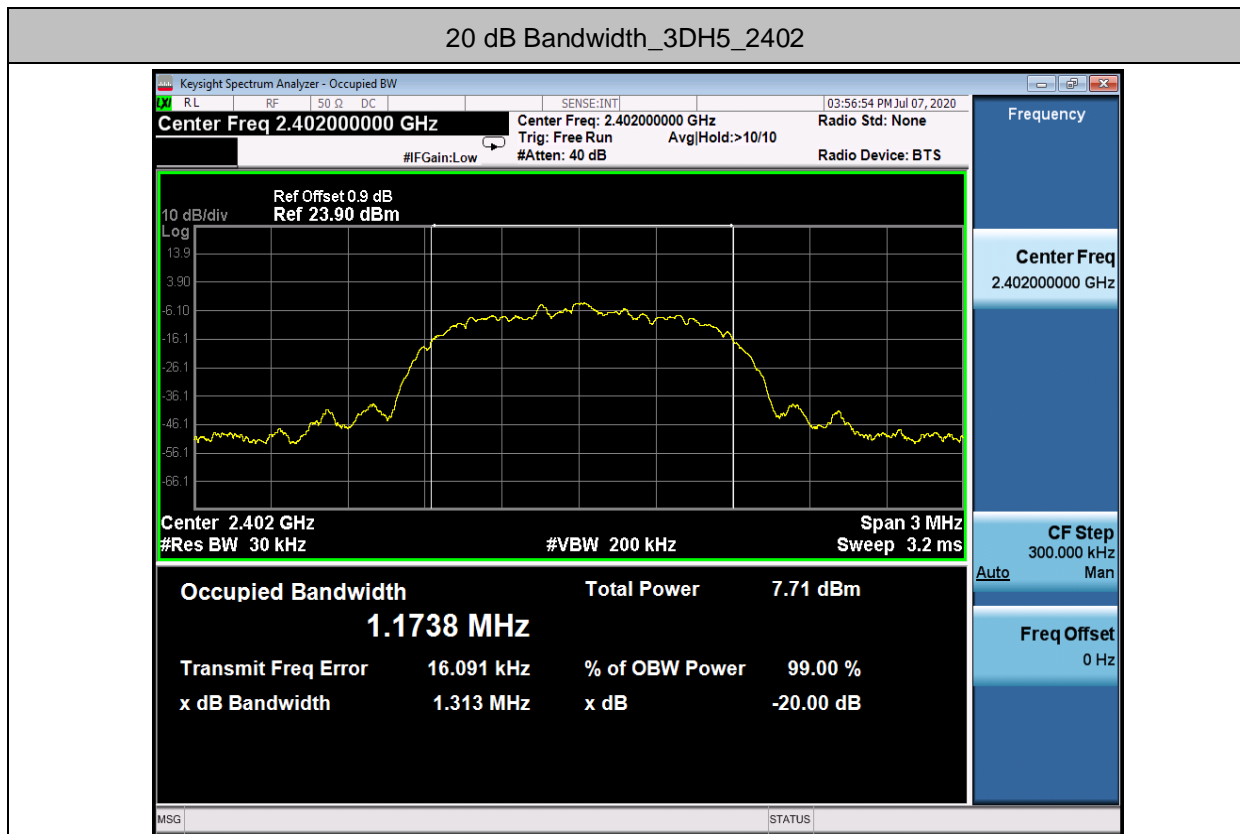 20 dB Bandwidth_3DH5_2402
Keysight Spectrum Analyzer - Occupied BW
LXI RL RF 50 Ω DC SENSE:INT 03:56:54 PM Jul 07, 2020
Center Freq 2.402000000 GHz
Center Freq: 2.402000000 GHz
Radio Std: None
Trig: Free Run Avg|Hold:>10/10
#IFGain:Low
#Atten: 40 dB
Radio Device: BTS
Ref Offset 0.9 dB
10 dB/div Ref 23.90 dBm
Log
13.9
3.90
-6.10
-16.1
-26.1
-36.1
-46.1
-56.1
-66.1
Center 2.402 GHz Span 3 MHz
#Res BW 30 kHz #VBW 200 kHz Sweep 3.2 ms
Occupied Bandwidth Total Power 7.71 dBm
1.1738 MHz
Transmit Freq Error 16.091 kHz % of OBW Power 99.00 %
x dB Bandwidth 1.313 MHz x dB -20.00 dB
Frequency
Center Freq
2.402000000 GHz
CF Step
300.000 kHz
Auto Man
Freq Offset
0 Hz
MSG STATUS